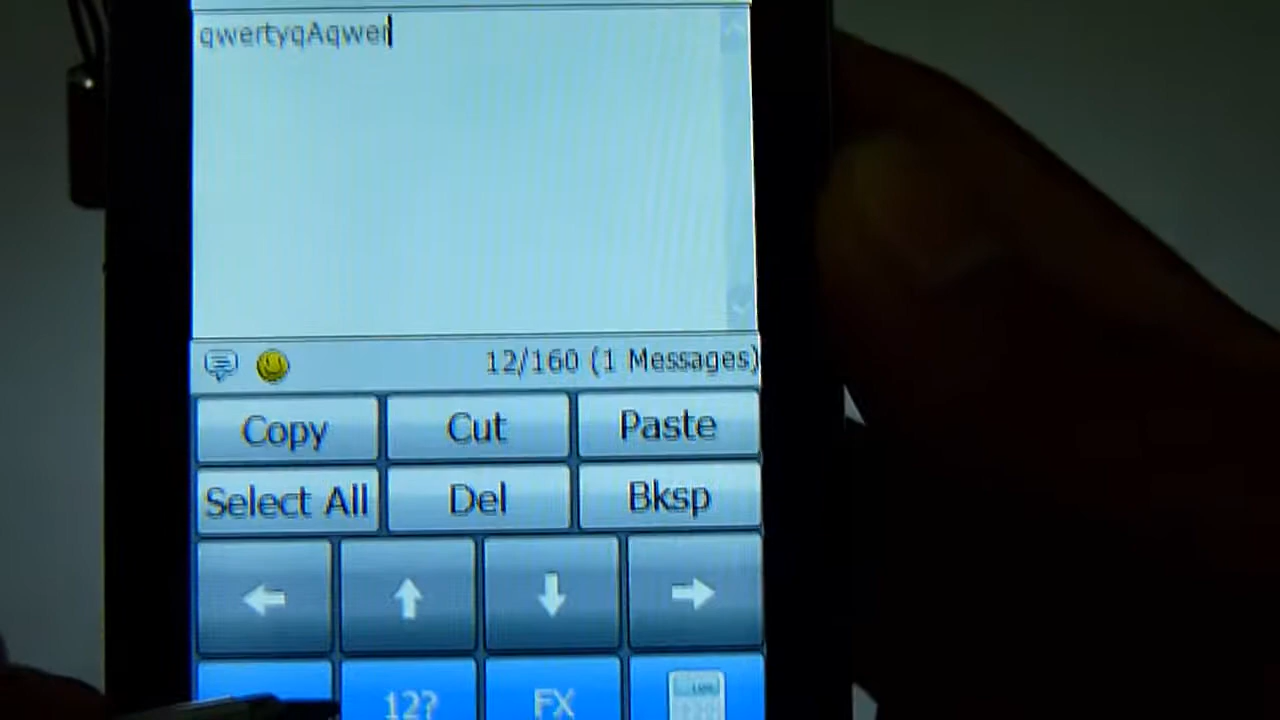 qwertyqAqwer
12/160 (1 Messages)
Copy Cut Paste
Select All Del Bksp
12? FX